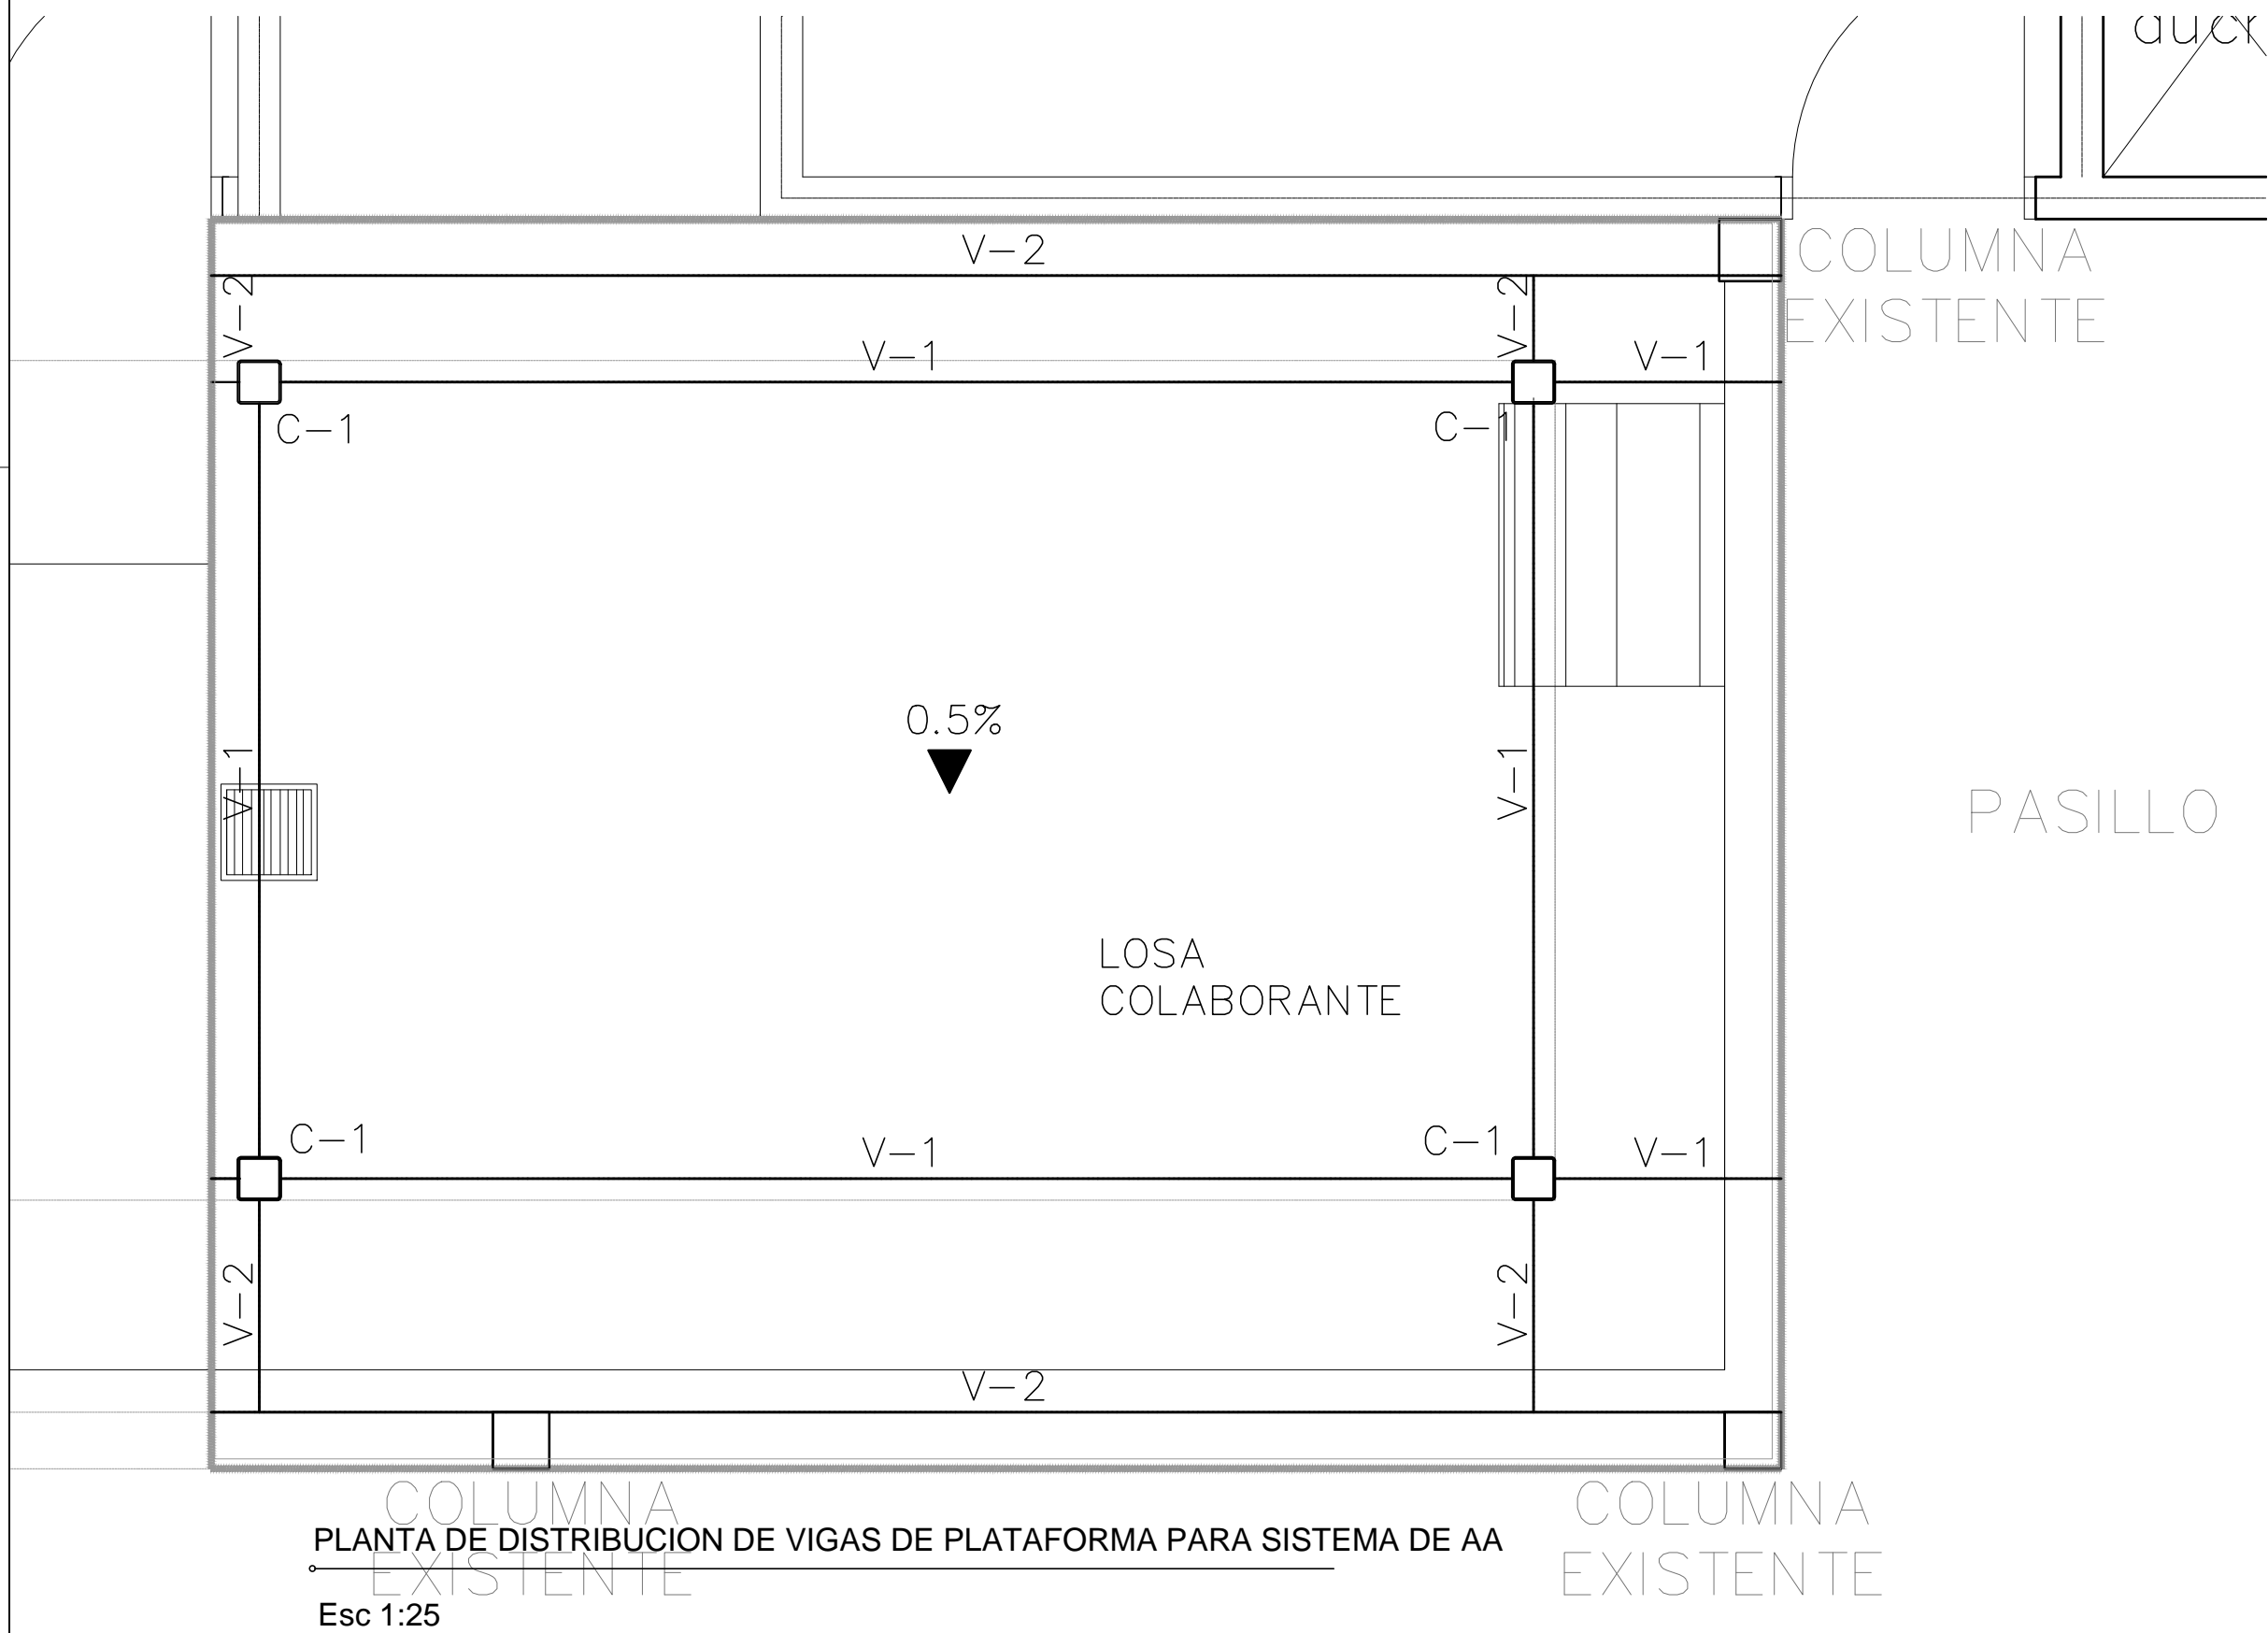 V-2
COLUMNA
EXISTENTE
V-2
V-2
V-1
V-1
C-1
C-1
0.5%
V-1
V-1
PASILLO
LOSA
COLABORANTE
C-1
C-1
V-1
V-1
V-2
V-2
V-2
COLUMNA
EXISTENTE
COLUMNA
EXISTENTE
PLANTA DE DISTRIBUCION DE VIGAS DE PLATAFORMA PARA SISTEMA DE AA
Esc 1:25